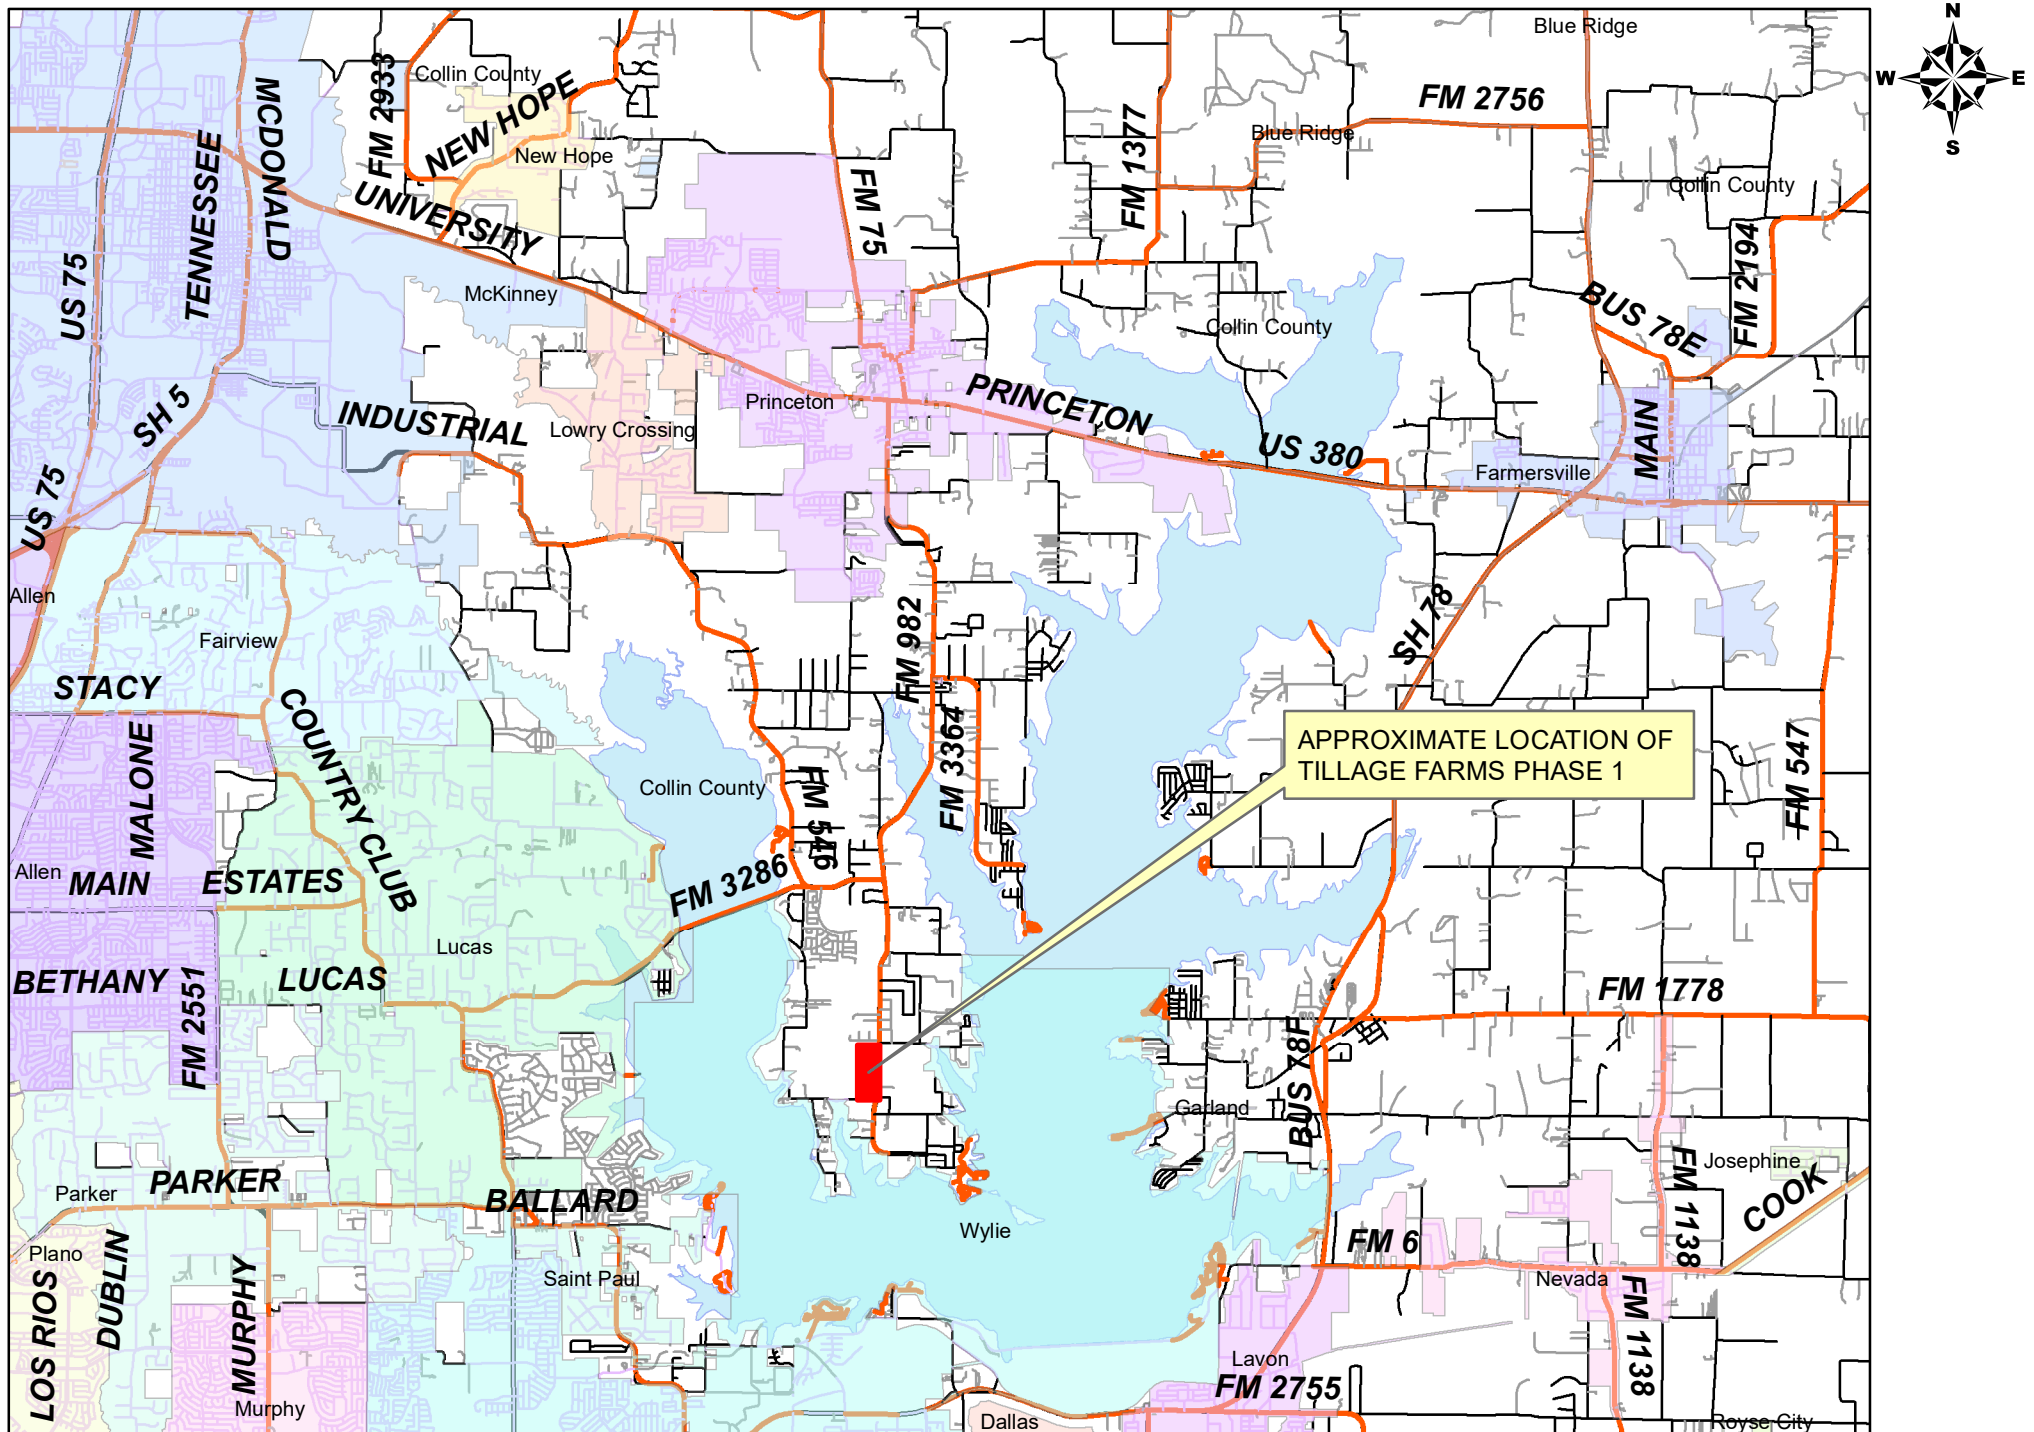 N
W
E
S
Blue Ridge
Collin County
FM 2933
NEW HOPE
New Hope
MCDONALD
TENNESSEE
UNIVERSITY
FM 75
FM 1377
Blue Ridge
FM 2756
Collin County
FM 2194
US 75
McKinney
Collin County
BUS 78E
SH 5
INDUSTRIAL
Lowry Crossing
Princeton
PRINCETON
US 380
Farmersville
MAIN
US 75
Allen
Fairview
FM 982
SH 78
STACY
MALONE
COUNTRY CLUB
FM 3364
APPROXIMATE LOCATION OF
TILLAGE FARMS PHASE 1
FM 547
Collin County
FM 546
Allen
MAIN
ESTATES
FM 3286
Lucas
BETHANY
FM 2551
LUCAS
FM 1778
BUS 78F
Garland
Parker
PARKER
BALLARD
FM 1138
Josephine
COOK
Plano
LOS RIOS
DUBLIN
MURPHY
Saint Paul
Wylie
FM 6
Nevada
FM 1138
Lavon
FM 2755
Murphy
Dallas
Royse City